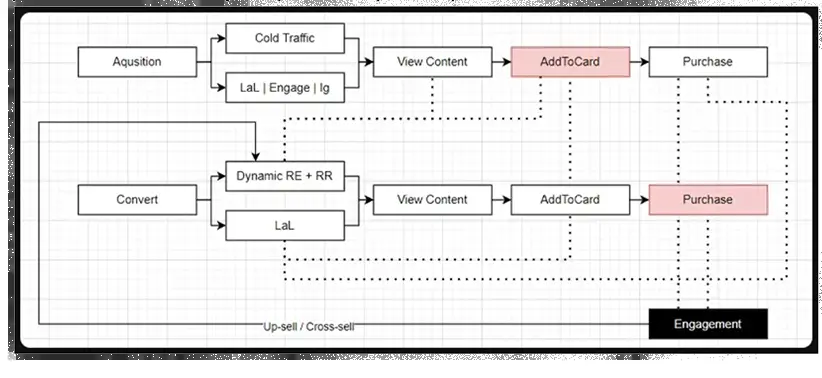 Cold Traffic
Aqusition
View Content
AddToCard
Purchase
LaL | Engage | Ig
Dynamic RE + RR
Convert
View Content
AddToCard
Purchase
LaL
Engagement
Up-sell / Cross-sell